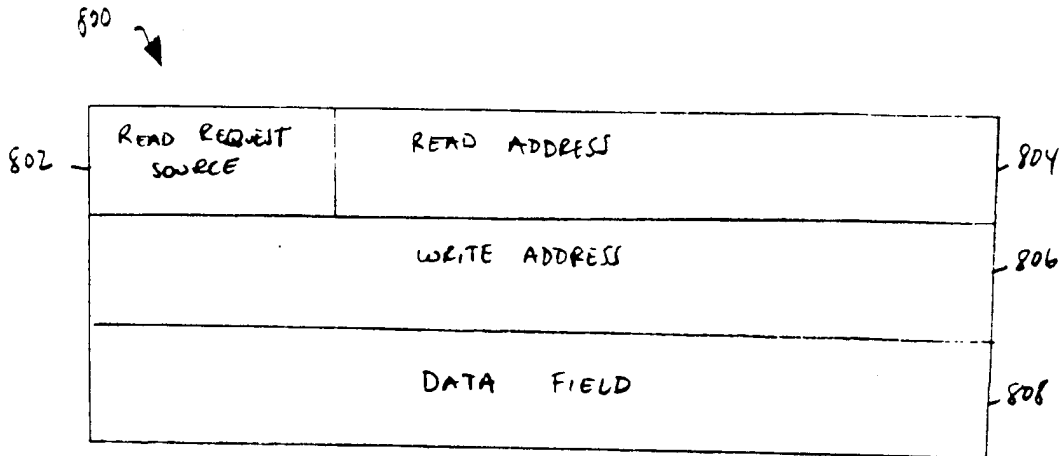 800
READ REQUEST
SOURCE
READ ADDRESS
802
804
WRITE ADDRESS
806
DATA FIELD
808